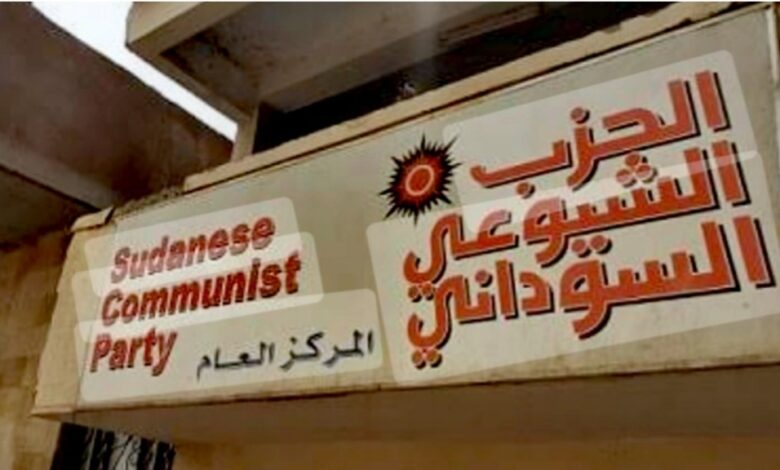 الحزب
الشيوعي
السوداني
Sudanese
Communist
Party
المركز العام